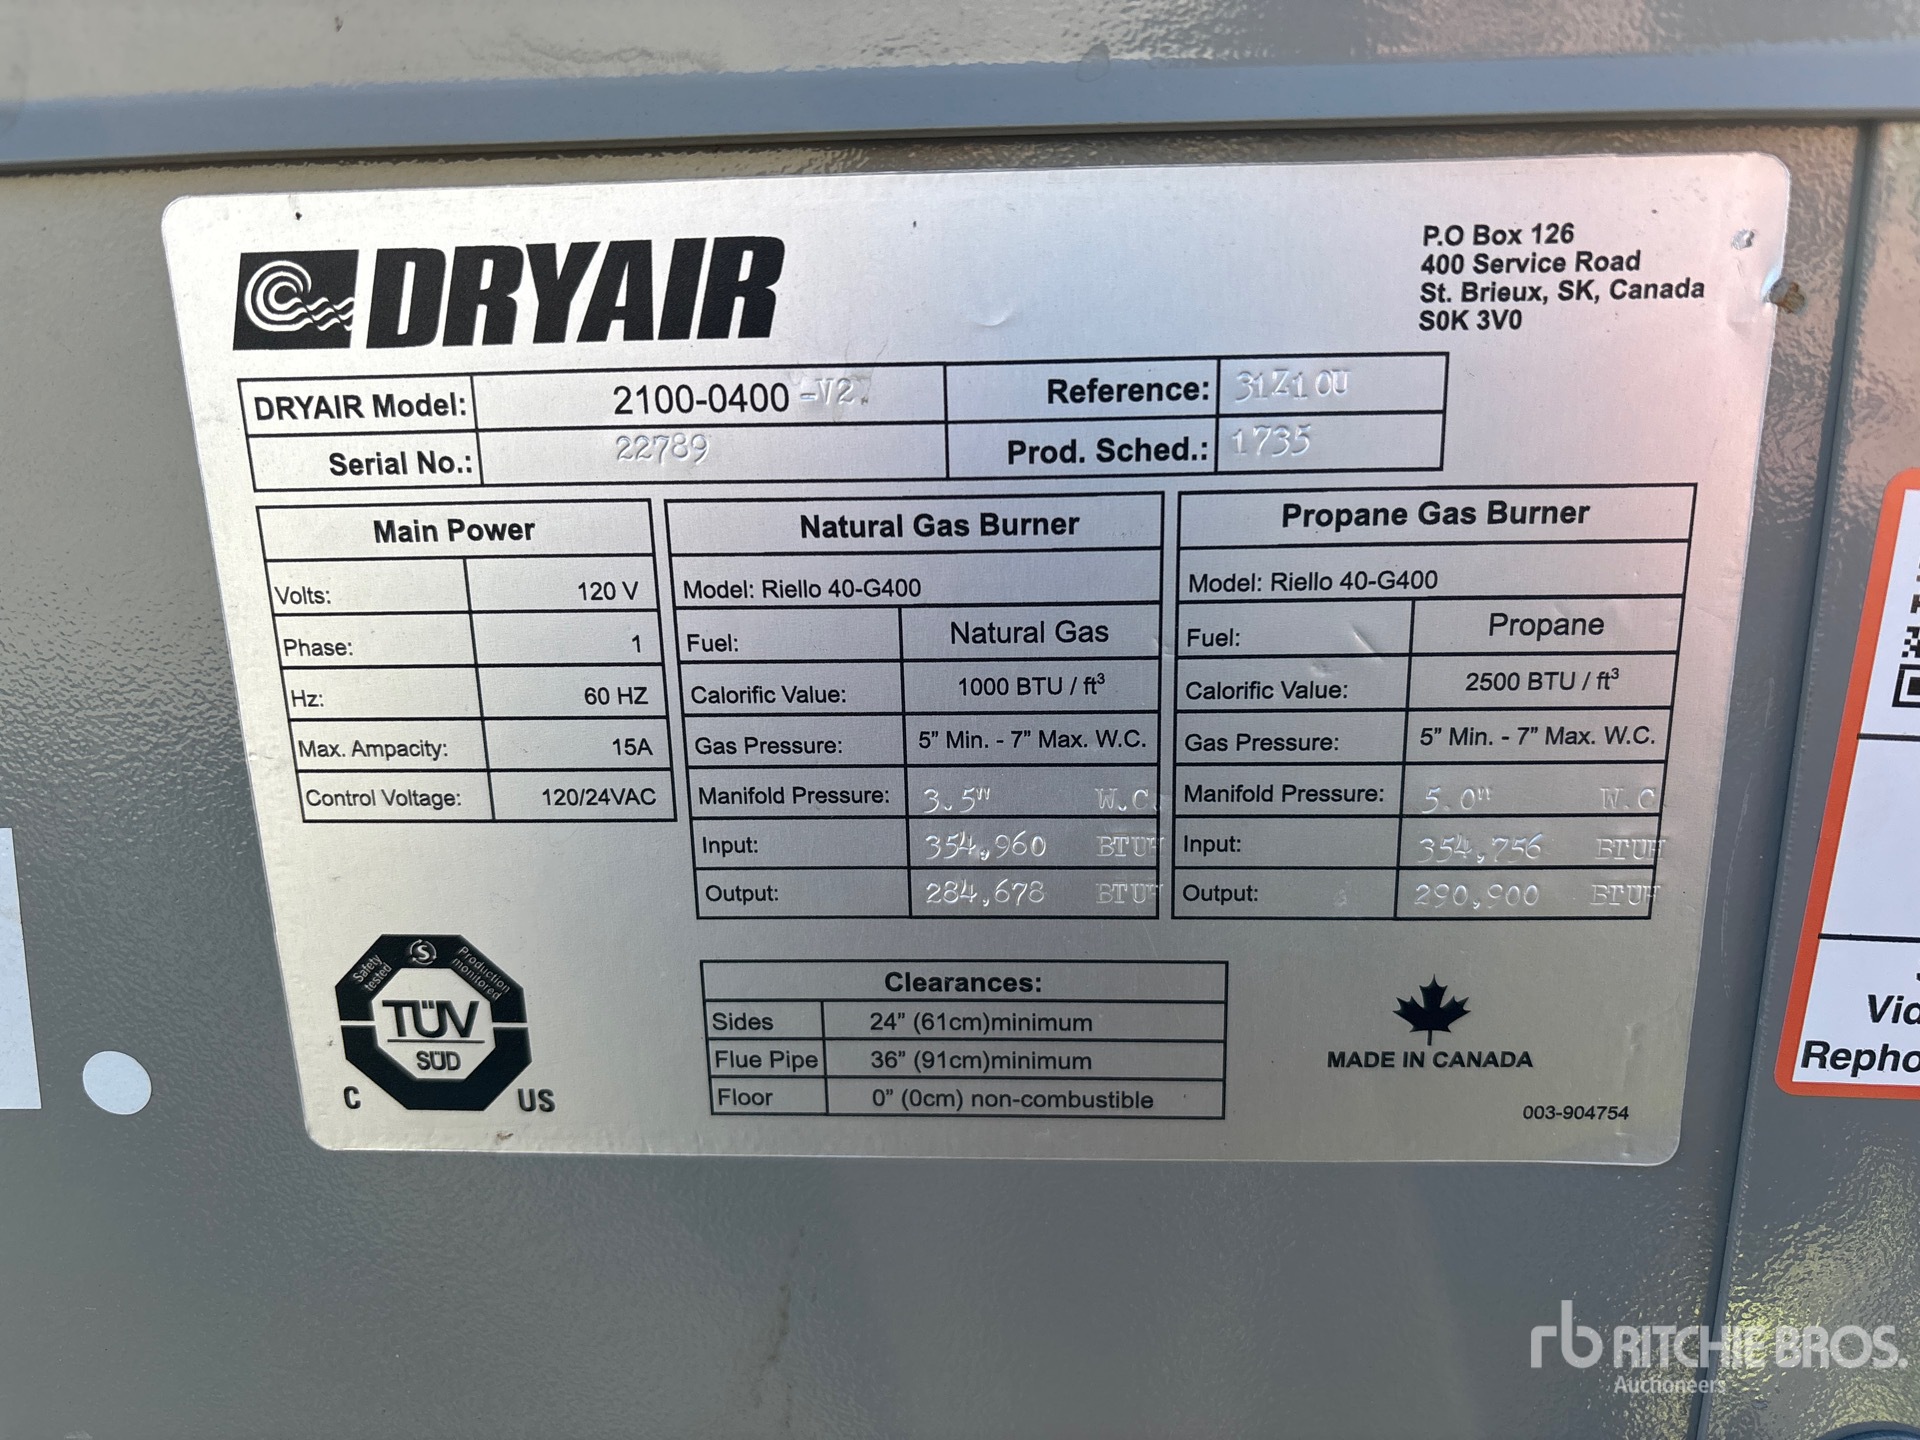 DRYAIR
P.O Box 126
400 Service Road
St. Brieux, SK, Canada
S0K 3V0
DRYAIR Model: 2100-0400 -V2 Reference: 31Z10U
Serial No.: 22789 Prod. Sched.: 1735
Main Power
Volts: 120 V
Phase: 1
Hz: 60 HZ
Max. Ampacity: 15A
Control Voltage: 120/24VAC
Natural Gas Burner
Model: Riello 40-G400
Fuel: Natural Gas
Calorific Value: 1000 BTU / ft³
Gas Pressure: 5” Min. - 7” Max. W.C.
Manifold Pressure: 3.5" W.C.
Input: 354,960 BTUH
Output: 284,678 BTUH
Propane Gas Burner
Model: Riello 40-G400
Fuel: Propane
Calorific Value: 2500 BTU / ft³
Gas Pressure: 5” Min. - 7” Max. W.C.
Manifold Pressure: 5.0" W.C
Input: 354,756 BTUH
Output: 290,900 BTUH
Safety tested
S
Production monitored
TÜV
SÜD
C US
Clearances:
Sides 24” (61cm)minimum
Flue Pipe 36” (91cm)minimum
Floor 0” (0cm) non-combustible
MADE IN CANADA
003-904754
Vid
Repho
rb RITCHIE BROS.
Auctioneers